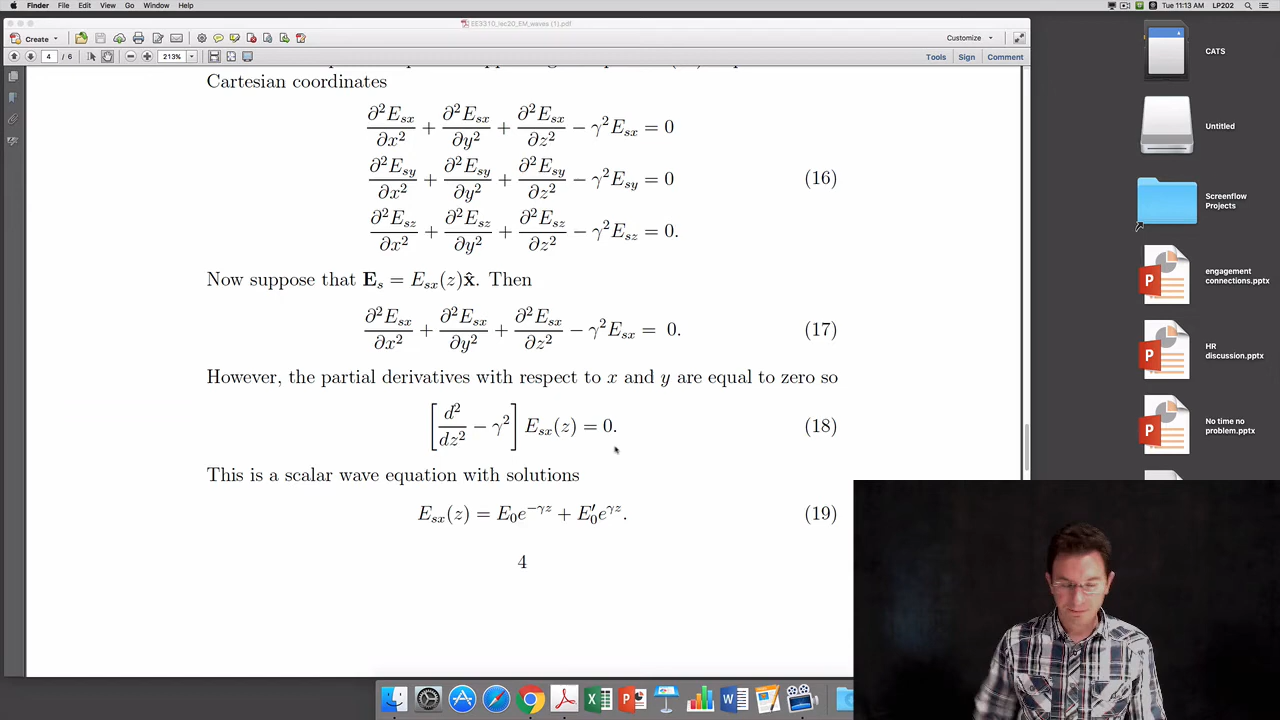 Finder File Edit View Go Window Help Tue 11:13 AM LP202
EE3310_lec20_EM_waves (1).pdf
Create Customize
4 / 6 213% Tools Sign Comment
Cartesian coordinates
∂²E_sx/∂x² + ∂²E_sx/∂y² + ∂²E_sx/∂z² − γ²E_sx = 0
∂²E_sy/∂x² + ∂²E_sy/∂y² + ∂²E_sy/∂z² − γ²E_sy = 0 (16)
∂²E_sz/∂x² + ∂²E_sz/∂y² + ∂²E_sz/∂z² − γ²E_sz = 0.
Now suppose that E_s = E_sx(z)x̂. Then
∂²E_sx/∂x² + ∂²E_sx/∂y² + ∂²E_sx/∂z² − γ²E_sx = 0. (17)
However, the partial derivatives with respect to x and y are equal to zero so
[d²/dz² − γ²] E_sx(z) = 0. (18)
This is a scalar wave equation with solutions
E_sx(z) = E₀e^{−γz} + E₀′e^{γz}. (19)
4
CATS
Untitled
Screenflow
Projects
engagement
connections.pptx
HR
discussion.pptx
No time no
problem.pptx